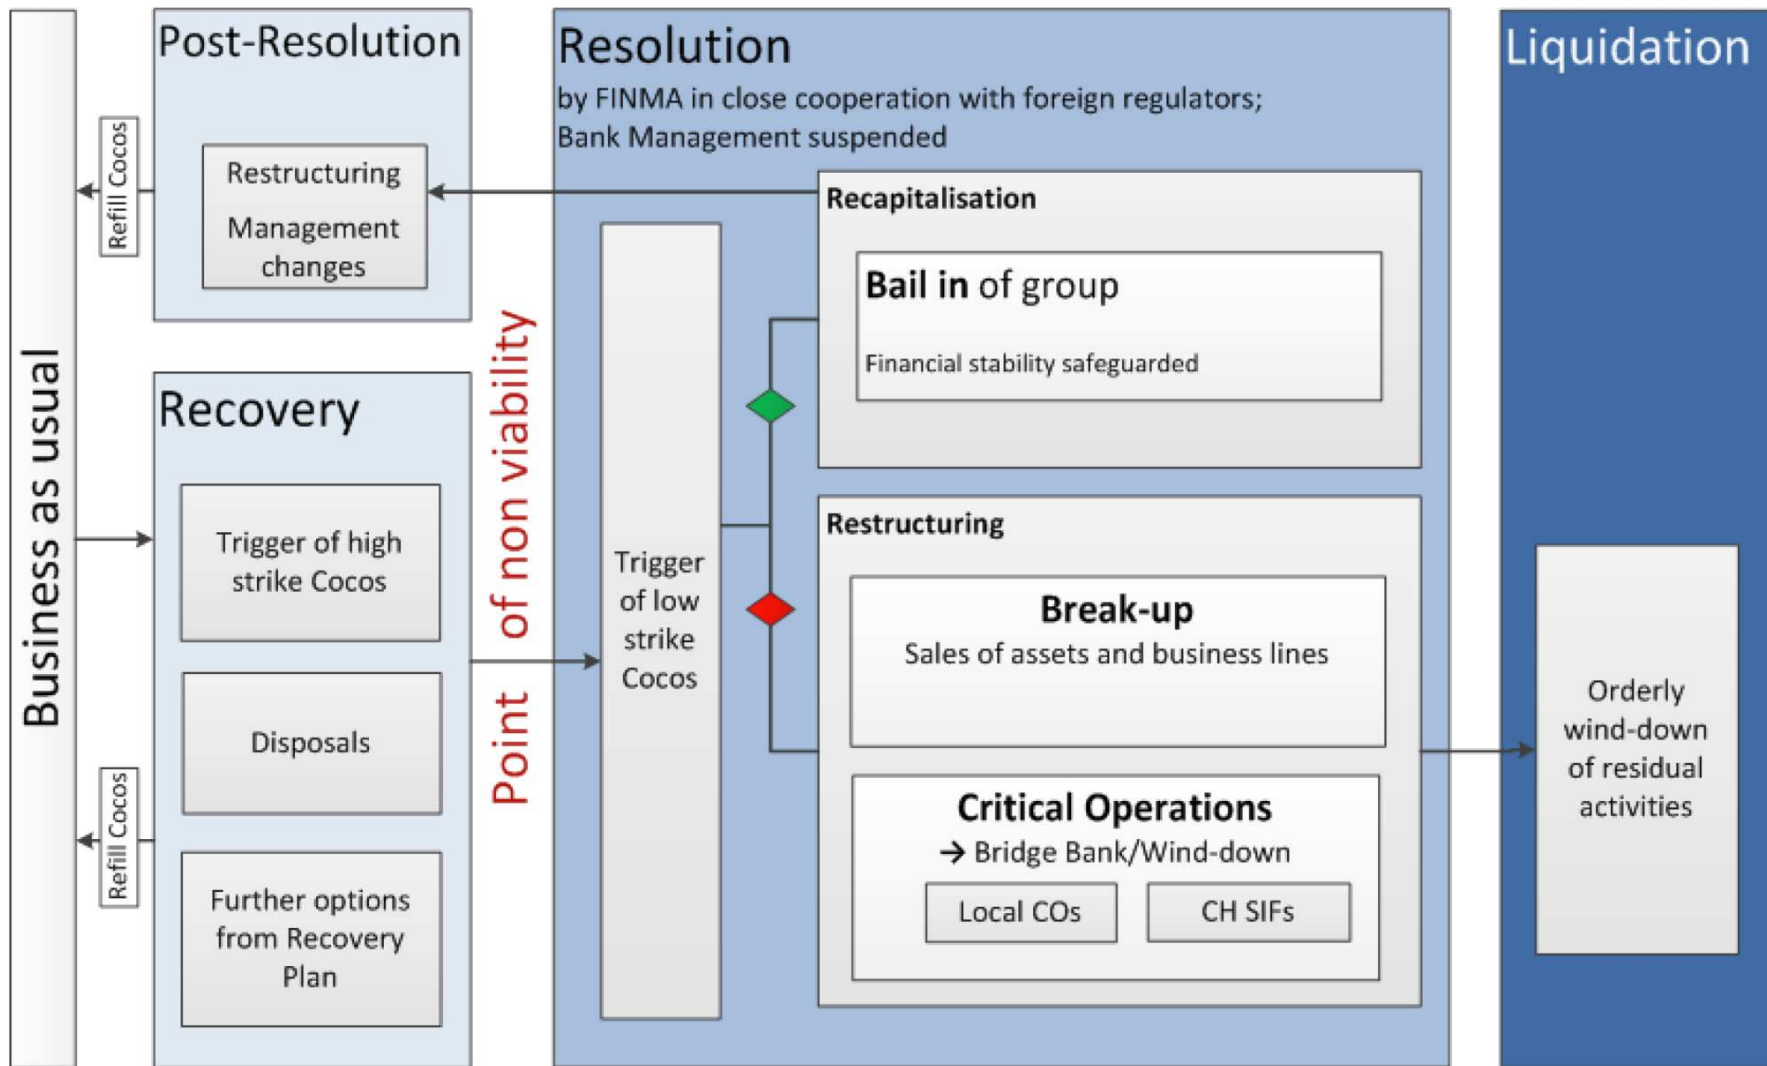 Business as usual
Post-Resolution
Refill Cocos
Restructuring
Management
changes
Recovery
Trigger of high
strike Cocos
Disposals
Refill Cocos
Further options
from Recovery
Plan
Point of non viability
Resolution
by FINMA in close cooperation with foreign regulators;
Bank Management suspended
Trigger
of low
strike
Cocos
Recapitalisation
Bail in of group
Financial stability safeguarded
Restructuring
Break-up
Sales of assets and business lines
Critical Operations
→ Bridge Bank/Wind-down
Local COs
CH SIFs
Liquidation
Orderly
wind-down
of residual
activities